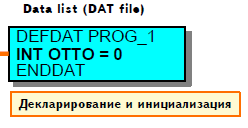 Data list (DAT file)
DEFDAT PROG_1
INT OTTO = 0
ENDDAT
Декларирование и инициализация